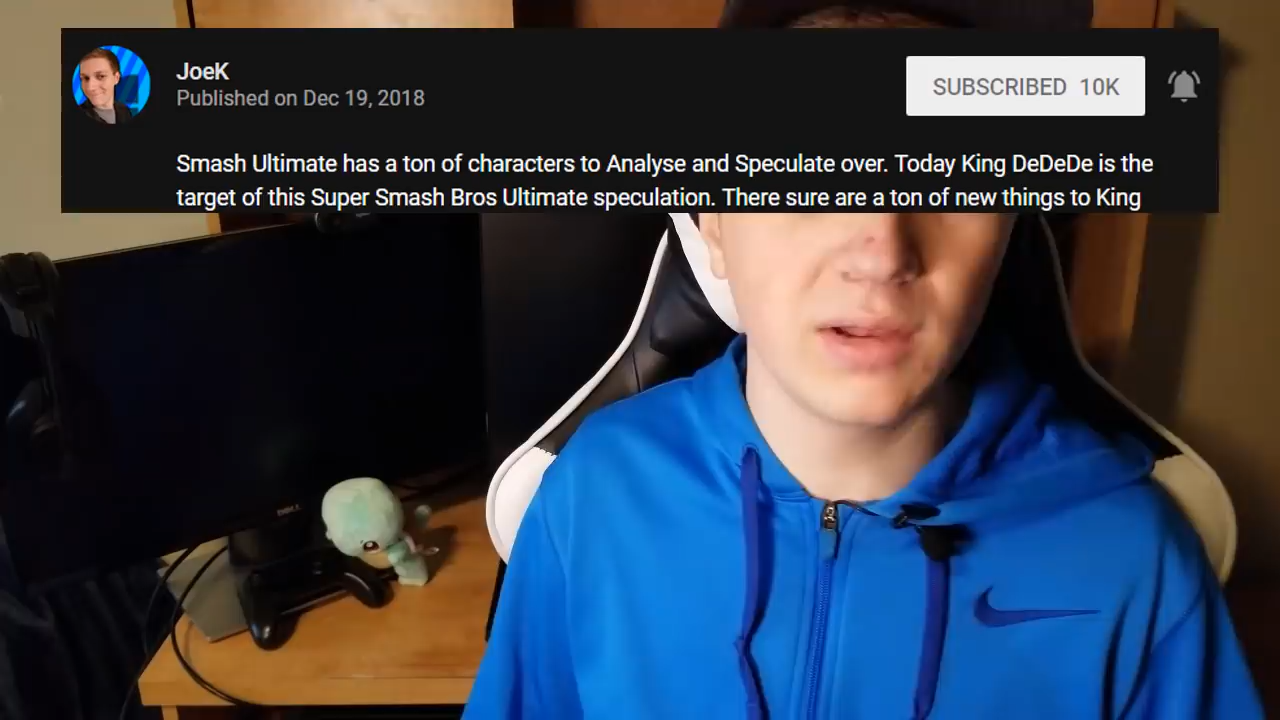 JoeK
Published on Dec 19, 2018
SUBSCRIBED 10K
Smash Ultimate has a ton of characters to Analyse and Speculate over. Today King DeDeDe is the
target of this Super Smash Bros Ultimate speculation. There sure are a ton of new things to King
DELL